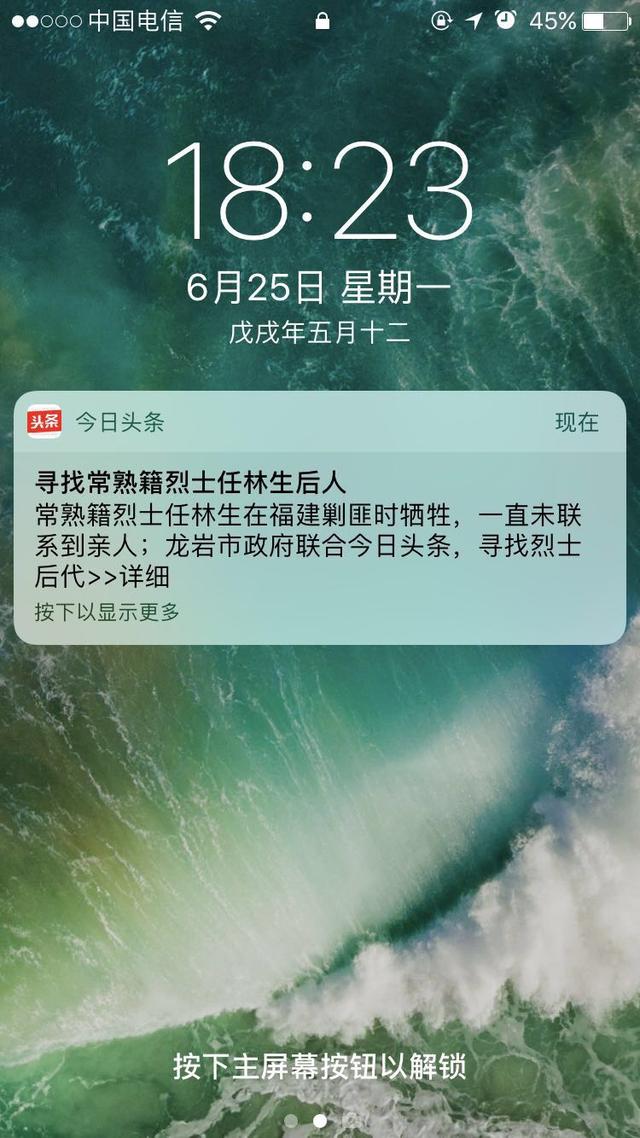 中国电信 45%
18:23
6月25日 星期一
戊戌年五月十二
头条 今日头条 现在
寻找常熟籍烈士任林生后人
常熟籍烈士任林生在福建剿匪时牺牲，一直未联
系到亲人；龙岩市政府联合今日头条，寻找烈士
后代>>详细
按下以显示更多
按下主屏幕按钮以解锁